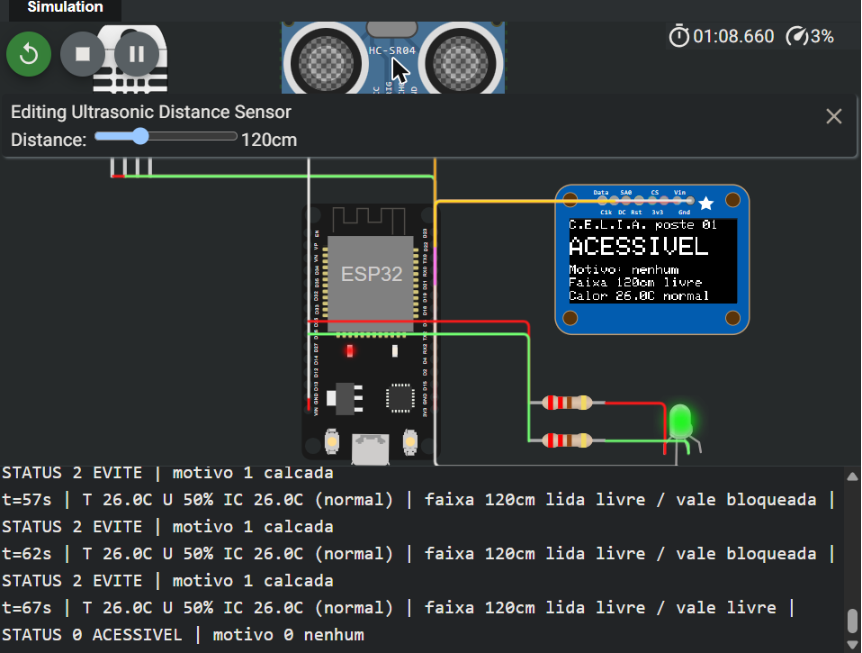 Simulation
01:08.660 3%
HC-SR04
Editing Ultrasonic Distance Sensor
Distance: 120cm
Data SA0 CS Vin
Clk DC Rst 3v3 Gnd
C.E.L.I.A. poste 01
ACESSIVEL
Motivo: nenhum
Faixa 120cm livre
Calor 26.0C normal
ESP32
STATUS 2 EVITE | motivo 1 calcada
t=57s | T 26.0C U 50% IC 26.0C (normal) | faixa 120cm lida livre / vale bloqueada |
STATUS 2 EVITE | motivo 1 calcada
t=62s | T 26.0C U 50% IC 26.0C (normal) | faixa 120cm lida livre / vale bloqueada |
STATUS 2 EVITE | motivo 1 calcada
t=67s | T 26.0C U 50% IC 26.0C (normal) | faixa 120cm lida livre / vale livre |
STATUS 0 ACESSIVEL | motivo 0 nenhum